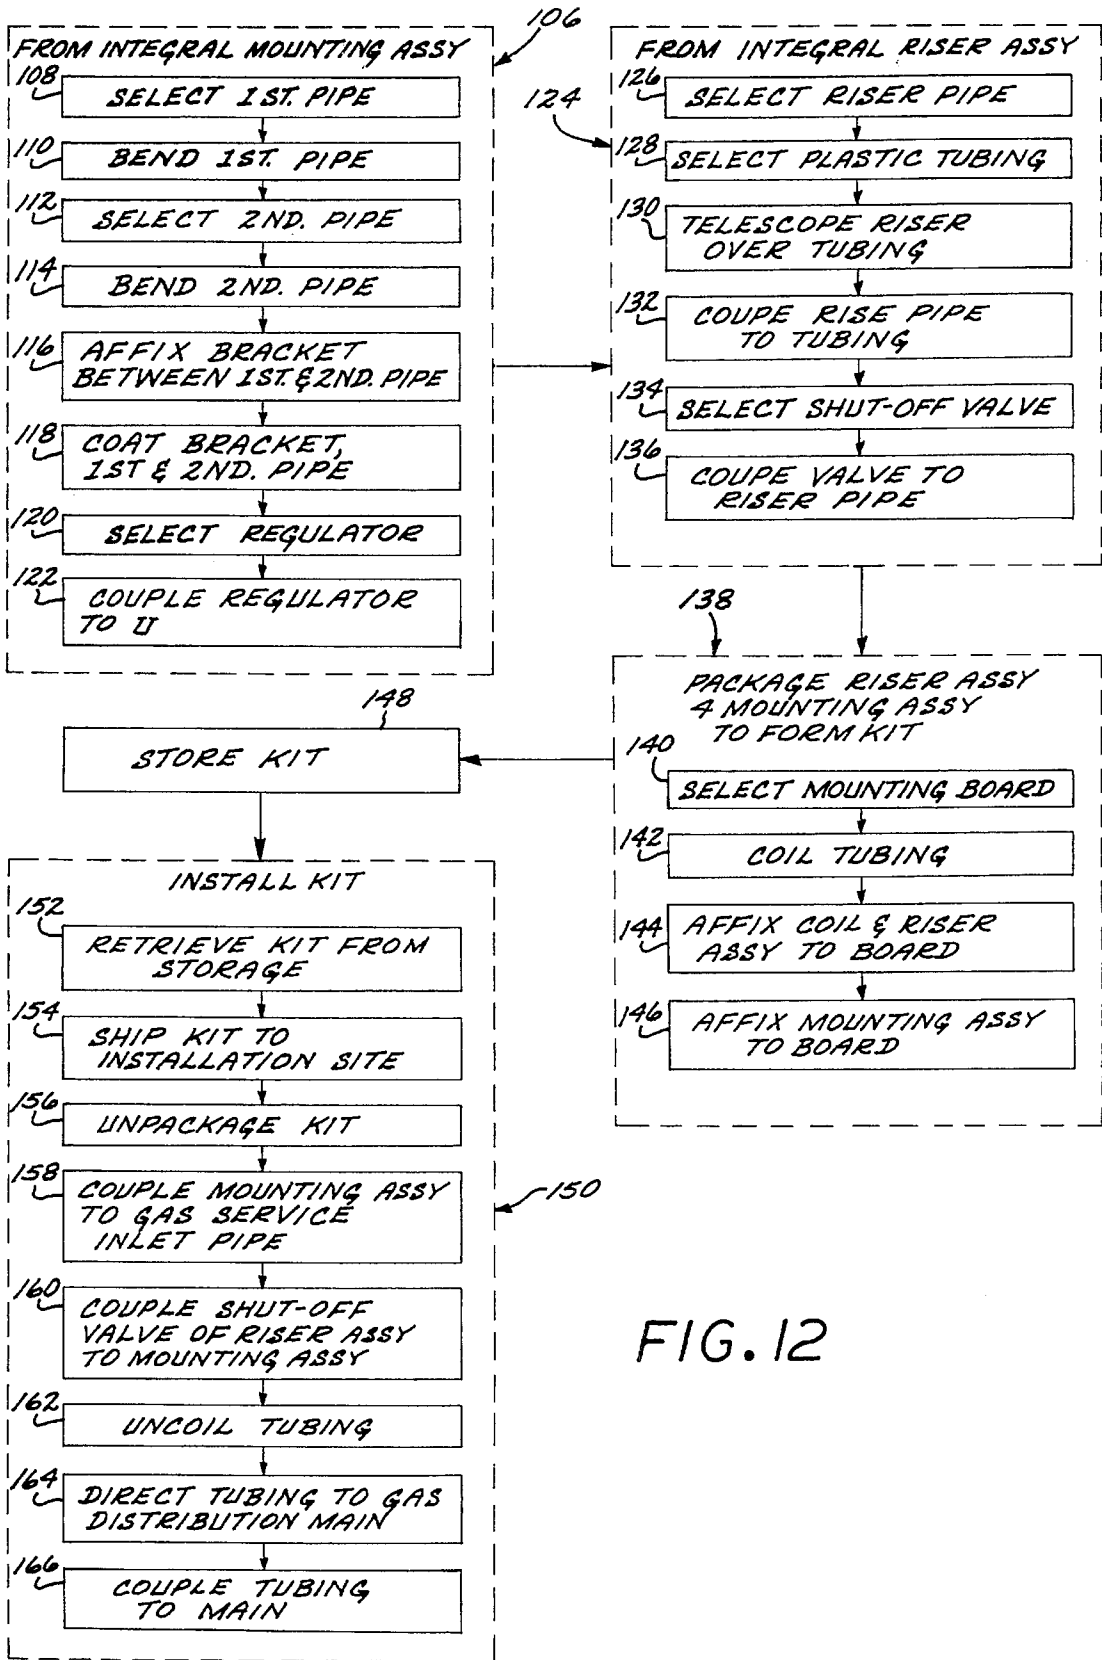 106
FROM INTEGRAL MOUNTING ASSY
108
SELECT 1ST. PIPE
110
BEND 1ST. PIPE
112
SELECT 2ND. PIPE
114
BEND 2ND. PIPE
116
AFFIX BRACKET
BETWEEN 1ST. & 2ND. PIPE
118
COAT BRACKET,
1ST & 2ND. PIPE
120
SELECT REGULATOR
122
COUPLE REGULATOR
TO U
124
FROM INTEGRAL RISER ASSY
126
SELECT RISER PIPE
128
SELECT PLASTIC TUBING
130
TELESCOPE RISER
OVER TUBING
132
COUPE RISE PIPE
TO TUBING
134
SELECT SHUT-OFF VALVE
136
COUPE VALVE TO
RISER PIPE
138
PACKAGE RISER ASSY
4 MOUNTING ASSY
TO FORM KIT
140
SELECT MOUNTING BOARD
142
COIL TUBING
144
AFFIX COIL & RISER
ASSY TO BOARD
146
AFFIX MOUNTING ASSY
TO BOARD
148
STORE KIT
150
INSTALL KIT
152
RETRIEVE KIT FROM
STORAGE
154
SHIP KIT TO
INSTALLATION SITE
156
UNPACKAGE KIT
158
COUPLE MOUNTING ASSY
TO GAS SERVICE
INLET PIPE
160
COUPLE SHUT-OFF
VALVE OF RISER ASSY
TO MOUNTING ASSY
162
UNCOIL TUBING
164
DIRECT TUBING TO GAS
DISTRIBUTION MAIN
166
COUPLE TUBING
TO MAIN
FIG. 12